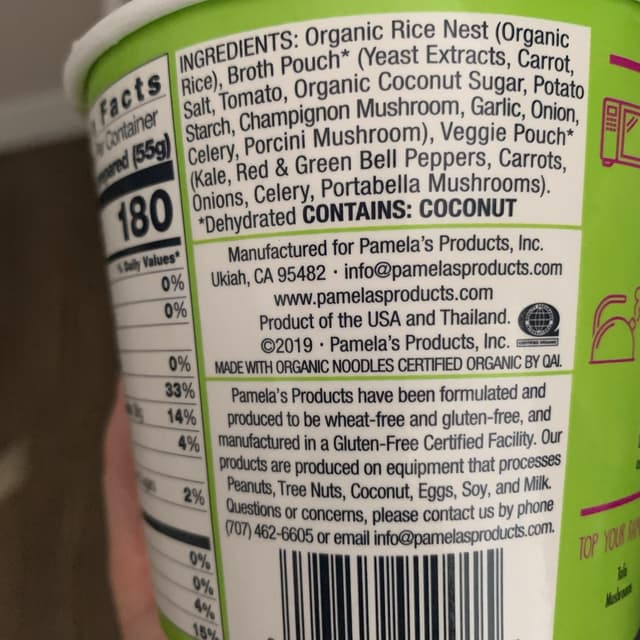 Facts
Container
(55g)
180
% Daily Values*
0%
0%
0%
33%
14%
4%
2%
0%
0%
4%
15%
INGREDIENTS: Organic Rice Nest (Organic
Rice), Broth Pouch* (Yeast Extracts, Carrot,
Salt, Tomato, Organic Coconut Sugar, Potato
Starch, Champignon Mushroom, Garlic, Onion,
Celery, Porcini Mushroom), Veggie Pouch*
(Kale, Red & Green Bell Peppers, Carrots,
Onions, Celery, Portabella Mushrooms).
*Dehydrated CONTAINS: COCONUT
Manufactured for Pamela's Products, Inc.
Ukiah, CA 95482 · info@pamelasproducts.com
www.pamelasproducts.com
Product of the USA and Thailand.
©2019 · Pamela's Products, Inc.
MADE WITH ORGANIC NOODLES CERTIFIED ORGANIC BY QAI.
Pamela's Products have been formulated and
produced to be wheat-free and gluten-free, and
manufactured in a Gluten-Free Certified Facility. Our
products are produced on equipment that processes
Peanuts, Tree Nuts, Coconut, Eggs, Soy, and Milk.
Questions or concerns, please contact us by phone
(707) 462-6605 or email info@pamelasproducts.com.
TOP YOUR
Tofu
Mushroom